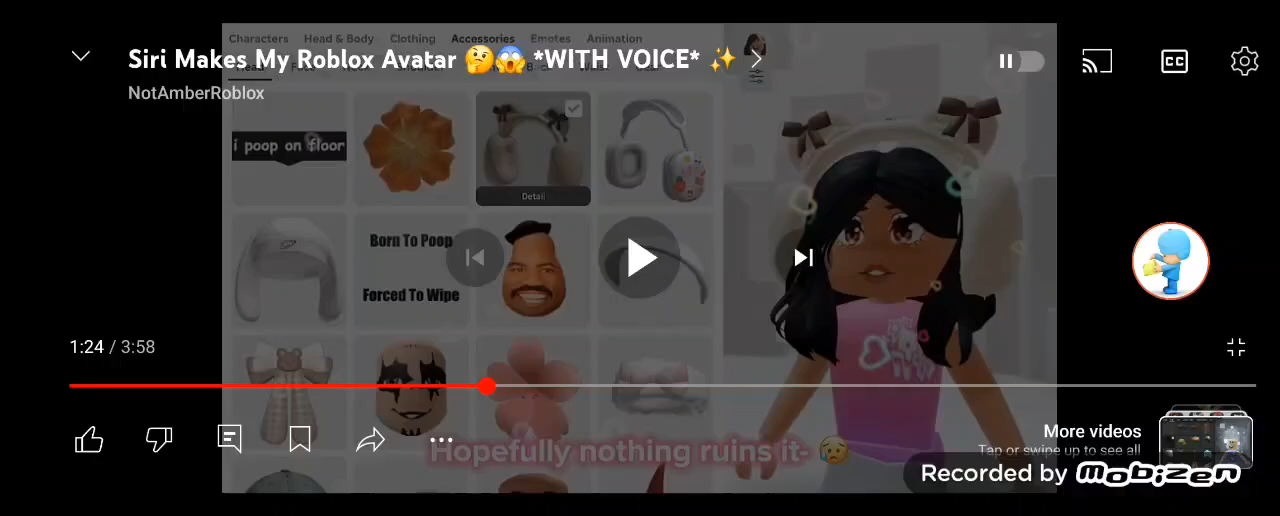 Characters Head & Body Clothing Accessories Emotes Animation
Siri Makes My Roblox Avatar 🤔😱 *WITH VOICE* ✨
NotAmberRoblox
CC
i poop on floor
Detail
Born To Poop
Forced To Wipe
1:24 / 3:58
Hopefully nothing ruins it- 😥
More videos
Tap or swipe up to see all
Recorded by Mobizen